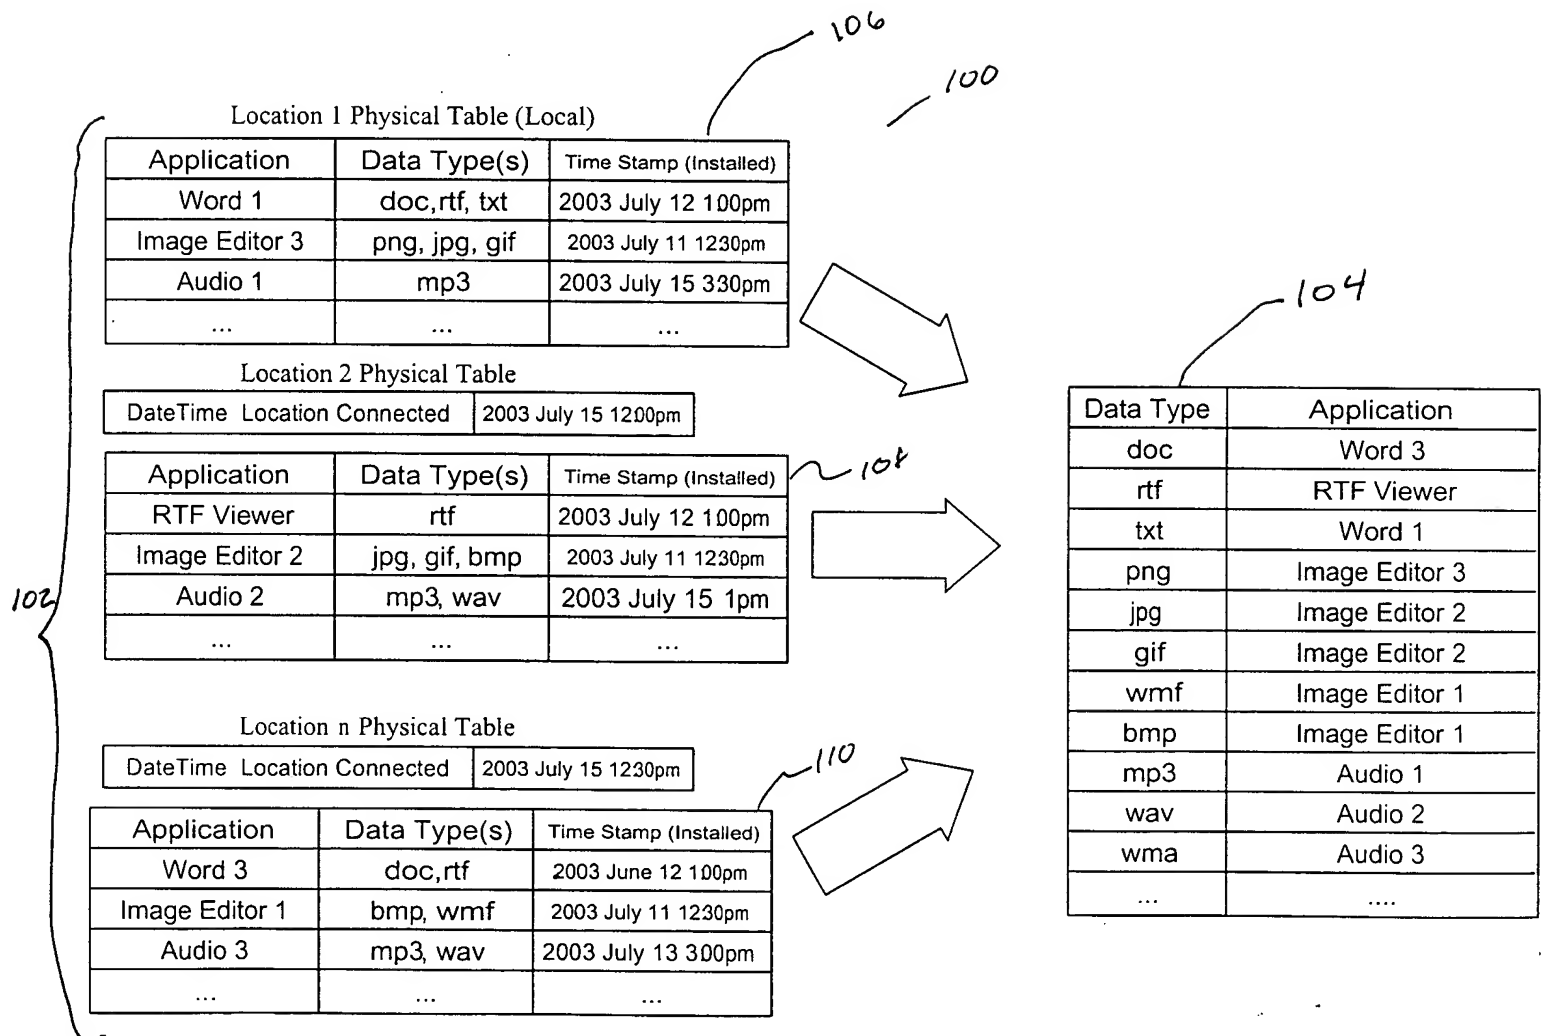 106
100
Location 1 Physical Table (Local)
Application Data Type(s) Time Stamp (Installed)
Word 1 doc,rtf, txt 2003 July 12 100pm
Image Editor 3 png, jpg, gif 2003 July 11 1230pm
Audio 1 mp3 2003 July 15 330pm
... ... ...
104
Location 2 Physical Table
DateTime Location Connected 2003 July 15 1200pm
108
Application Data Type(s) Time Stamp (Installed)
RTF Viewer rtf 2003 July 12 100pm
Image Editor 2 jpg, gif, bmp 2003 July 11 1230pm
Audio 2 mp3, wav 2003 July 15 1pm
... ... ...
102
Location n Physical Table
DateTime Location Connected 2003 July 15 1230pm
110
Application Data Type(s) Time Stamp (Installed)
Word 3 doc,rtf 2003 June 12 100pm
Image Editor 1 bmp, wmf 2003 July 11 1230pm
Audio 3 mp3, wav 2003 July 13 300pm
... ... ...
Data Type Application
doc Word 3
rtf RTF Viewer
txt Word 1
png Image Editor 3
jpg Image Editor 2
gif Image Editor 2
wmf Image Editor 1
bmp Image Editor 1
mp3 Audio 1
wav Audio 2
wma Audio 3
... ....